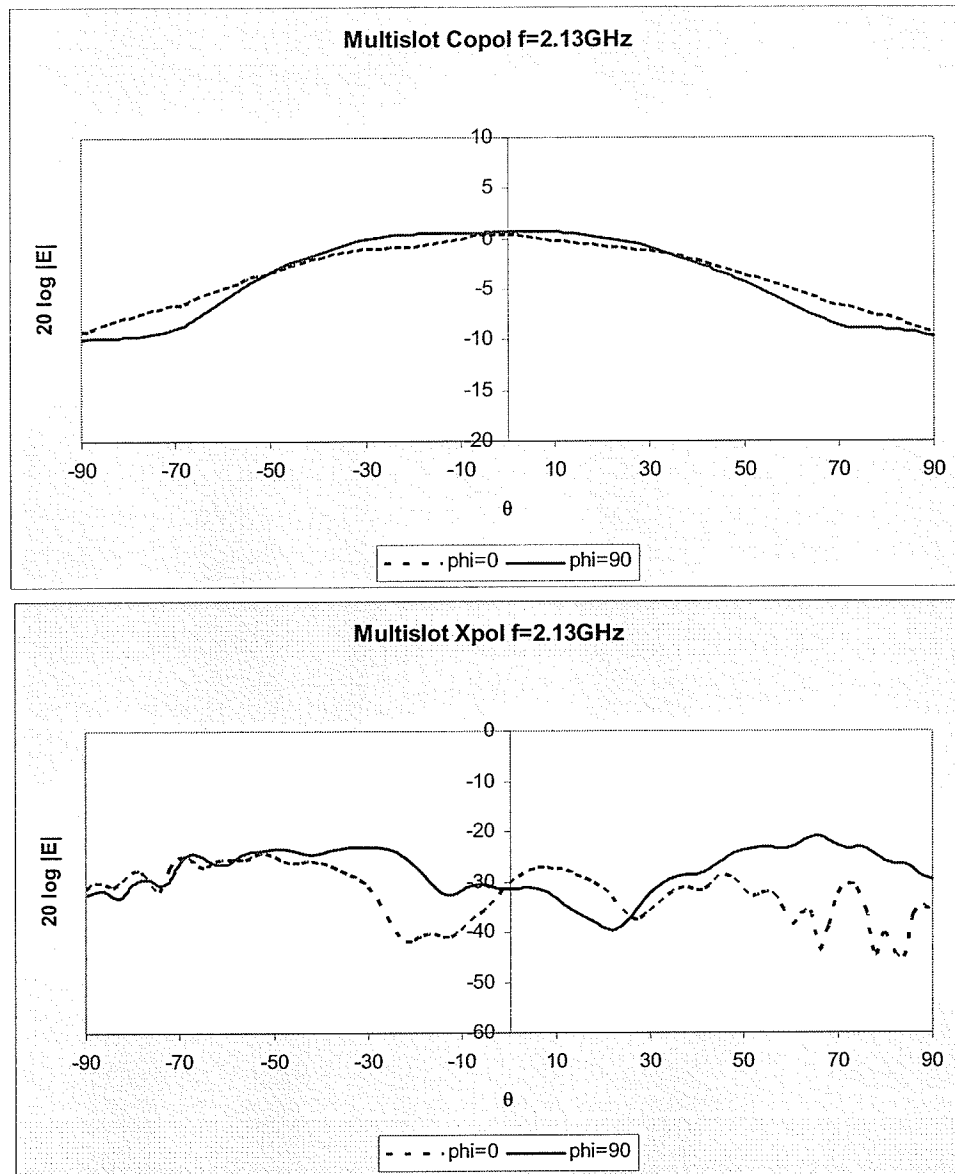 Multislot Copol f=2.13GHz
20 log |E|
10
5
0
-5
-10
-15
-20
-90 -70 -50 -30 -10 10 30 50 70 90
θ
phi=0 phi=90
Multislot Xpol f=2.13GHz
20 log |E|
0
-10
-20
-30
-40
-50
-60
-90 -70 -50 -30 -10 10 30 50 70 90
θ
phi=0 phi=90